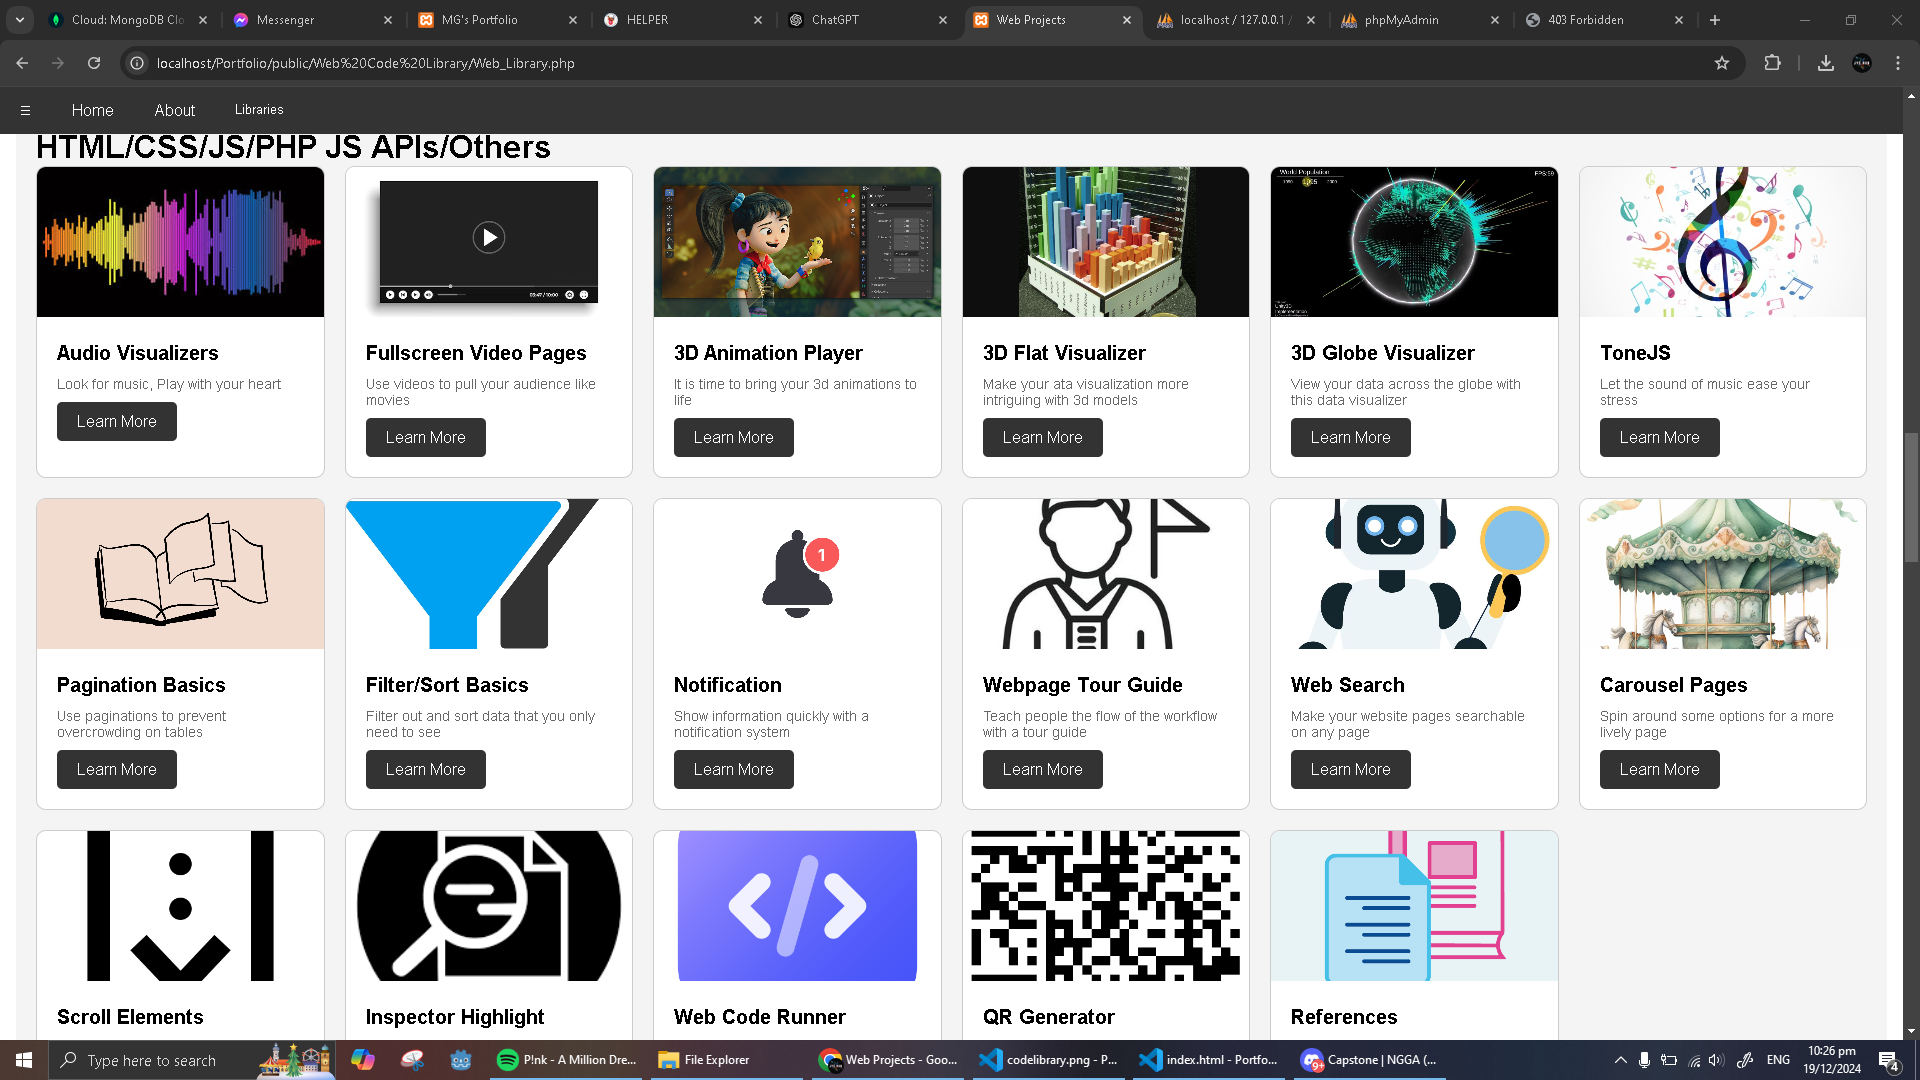 Cloud: MongoDB Clo
Messenger
MG's Portfolio
HELPER
ChatGPT
Web Projects
localhost / 127.0.0.1 /
phpMyAdmin
403 Forbidden
localhost/Portfolio/public/Web%20Code%20Library/Web_Library.php
Home
About
Libraries
HTML/CSS/JS/PHP JS APIs/Others
World Population
1990 1995 2000
FPS:59
Audio Visualizers
Look for music, Play with your heart
Learn More
Fullscreen Video Pages
Use videos to pull your audience like
movies
Learn More
3D Animation Player
It is time to bring your 3d animations to
life
Learn More
3D Flat Visualizer
Make your ata visualization more
intriguing with 3d models
Learn More
3D Globe Visualizer
View your data across the globe with
this data visualizer
Learn More
ToneJS
Let the sound of music ease your
stress
Learn More
1
Pagination Basics
Use paginations to prevent
overcrowding on tables
Learn More
Filter/Sort Basics
Filter out and sort data that you only
need to see
Learn More
Notification
Show information quickly with a
notification system
Learn More
Webpage Tour Guide
Teach people the flow of the workflow
with a tour guide
Learn More
Web Search
Make your website pages searchable
on any page
Learn More
Carousel Pages
Spin around some options for a more
lively page
Learn More
Scroll Elements
Inspector Highlight
Web Code Runner
QR Generator
References
Type here to search
P!nk - A Million Dre...
File Explorer
Web Projects - Goo...
codelibrary.png - P...
index.html - Portfo...
Capstone | NGGA (...
ENG
10:26 pm
19/12/2024
4